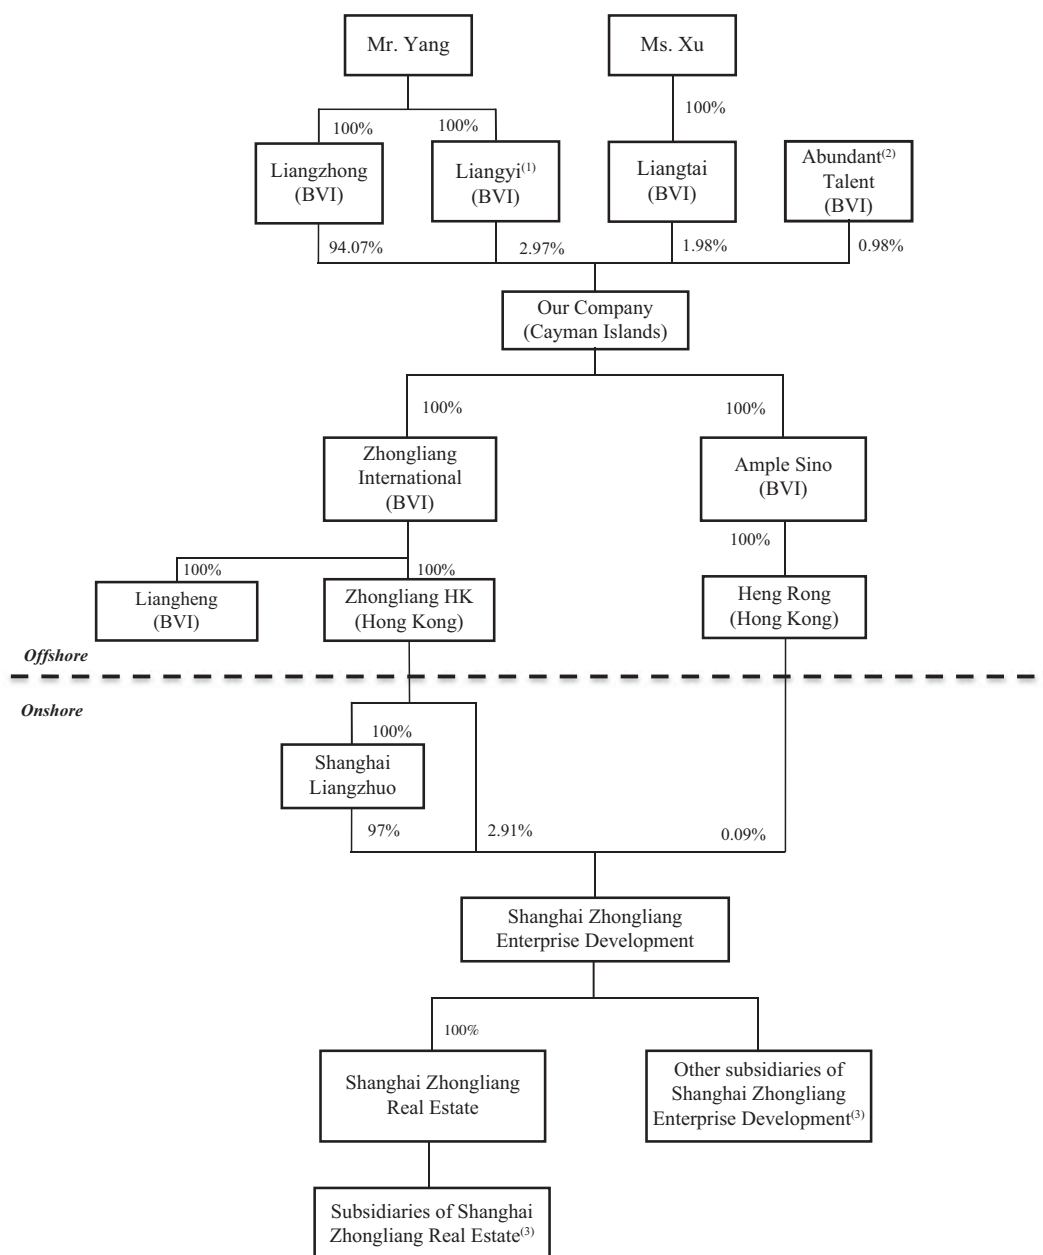 Mr. Yang
Ms. Xu
100%
100%
100%
Liangzhong
(BVI)
Liangyi(1)
(BVI)
Liangtai
(BVI)
Abundant(2)
Talent
(BVI)
94.07%
2.97%
1.98%
0.98%
Our Company
(Cayman Islands)
100%
100%
Zhongliang
International
(BVI)
Ample Sino
(BVI)
100%
100%
100%
Liangheng
(BVI)
Zhongliang HK
(Hong Kong)
Heng Rong
(Hong Kong)
Offshore
Onshore
100%
Shanghai
Liangzhuo
97%
2.91%
0.09%
Shanghai Zhongliang
Enterprise Development
100%
Shanghai Zhongliang
Real Estate
Other subsidiaries of
Shanghai Zhongliang
Enterprise Development(3)
Subsidiaries of Shanghai
Zhongliang Real Estate(3)